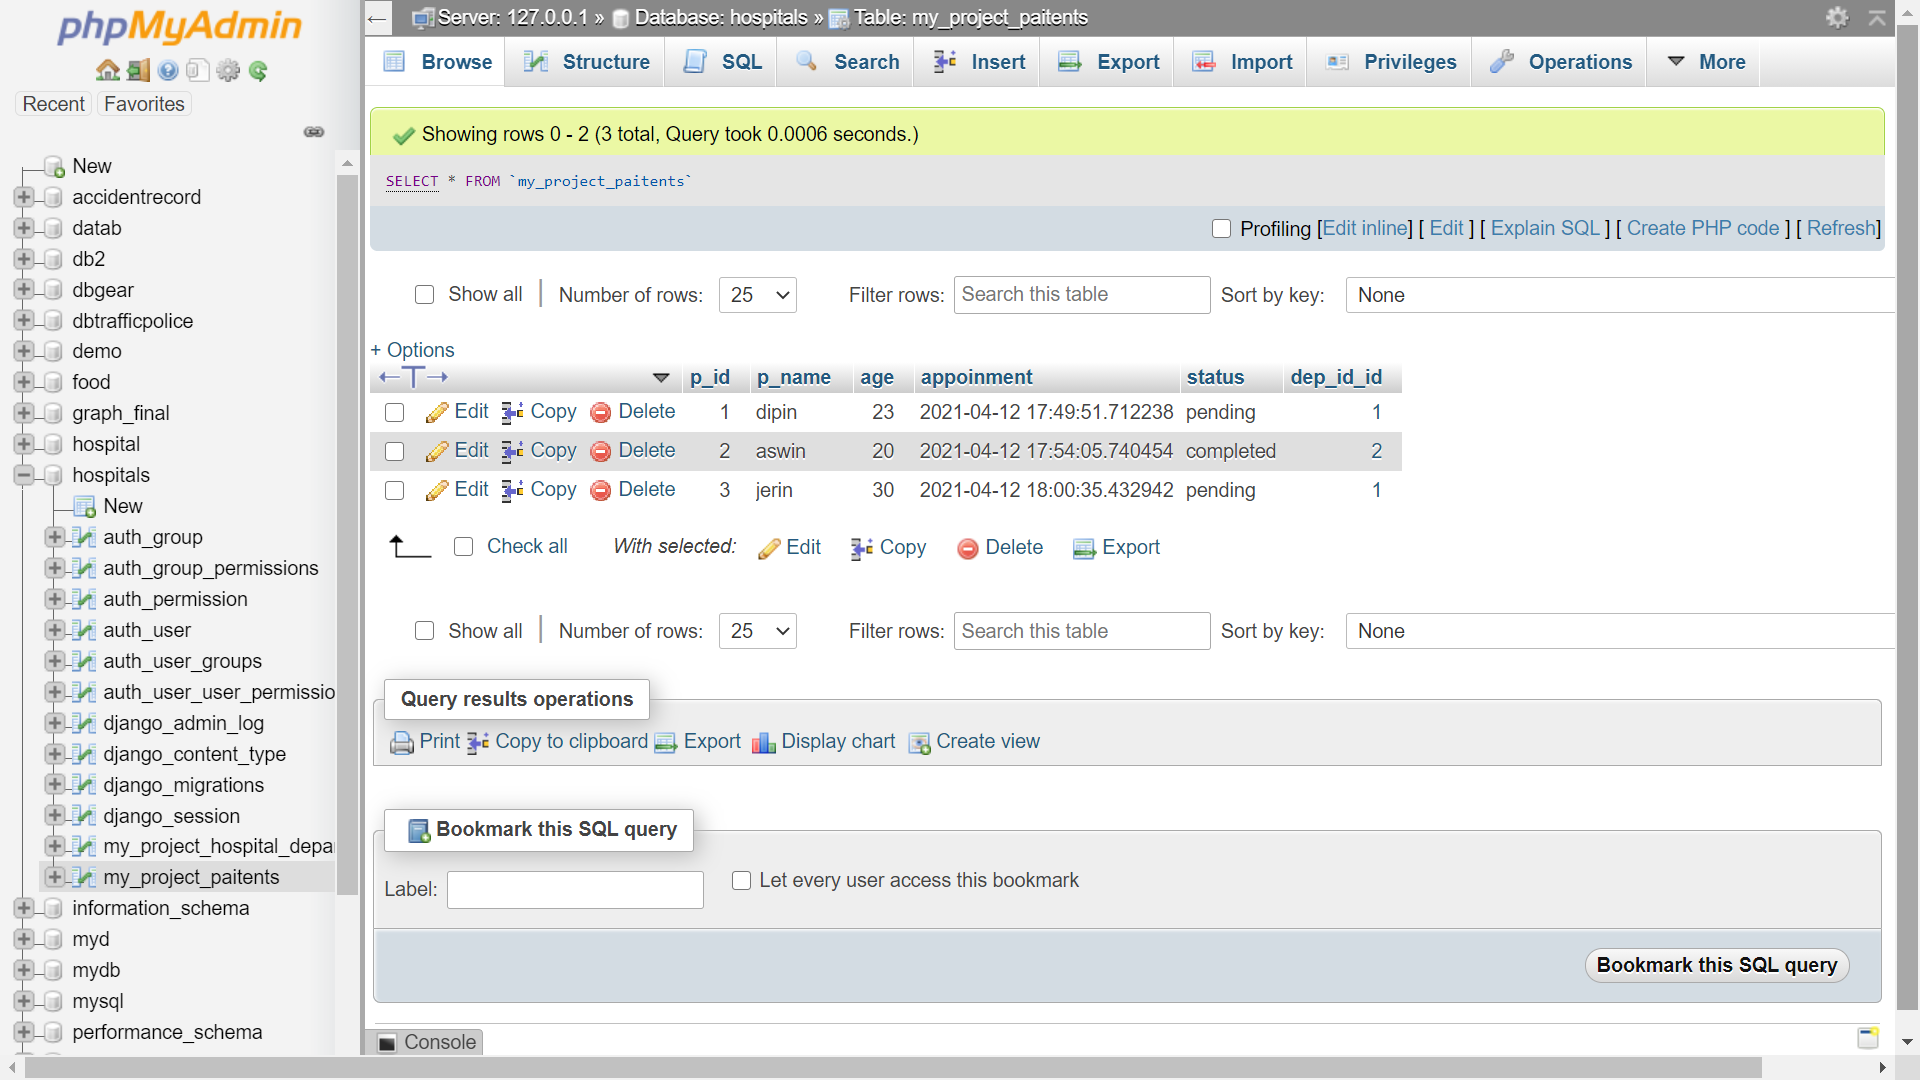 phpMyAdmin
Recent Favorites
New
accidentrecord
datab
db2
dbgear
dbtrafficpolice
demo
food
graph_final
hospital
hospitals
New
auth_group
auth_group_permissions
auth_permission
auth_user
auth_user_groups
auth_user_user_permissio
django_admin_log
django_content_type
django_migrations
django_session
my_project_hospital_depa
my_project_paitents
information_schema
myd
mydb
mysql
performance_schema
Server: 127.0.0.1 » Database: hospitals » Table: my_project_paitents
Browse Structure SQL Search Insert Export Import Privileges Operations More
Showing rows 0 - 2 (3 total, Query took 0.0006 seconds.)
SELECT * FROM `my_project_paitents`
Profiling [Edit inline] [ Edit ] [ Explain SQL ] [ Create PHP code ] [ Refresh]
Show all Number of rows: 25 Filter rows: Search this table Sort by key: None
+ Options
p_id p_name age appoinment status dep_id_id
Edit Copy Delete 1 dipin 23 2021-04-12 17:49:51.712238 pending 1
Edit Copy Delete 2 aswin 20 2021-04-12 17:54:05.740454 completed 2
Edit Copy Delete 3 jerin 30 2021-04-12 18:00:35.432942 pending 1
Check all With selected: Edit Copy Delete Export
Show all Number of rows: 25 Filter rows: Search this table Sort by key: None
Query results operations
Print Copy to clipboard Export Display chart Create view
Bookmark this SQL query
Label: Let every user access this bookmark
Bookmark this SQL query
Console